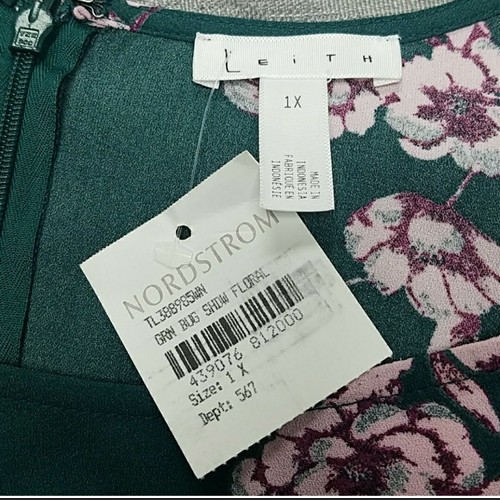 LEiTH
1X
MADE IN
INDONESIA
FABRIQUE EN
INDONESIE
NORDSTROM
TL388985WN
GRN BUG SHOW FLORAL
439076 812000
Size: 1 X
Dept: 567